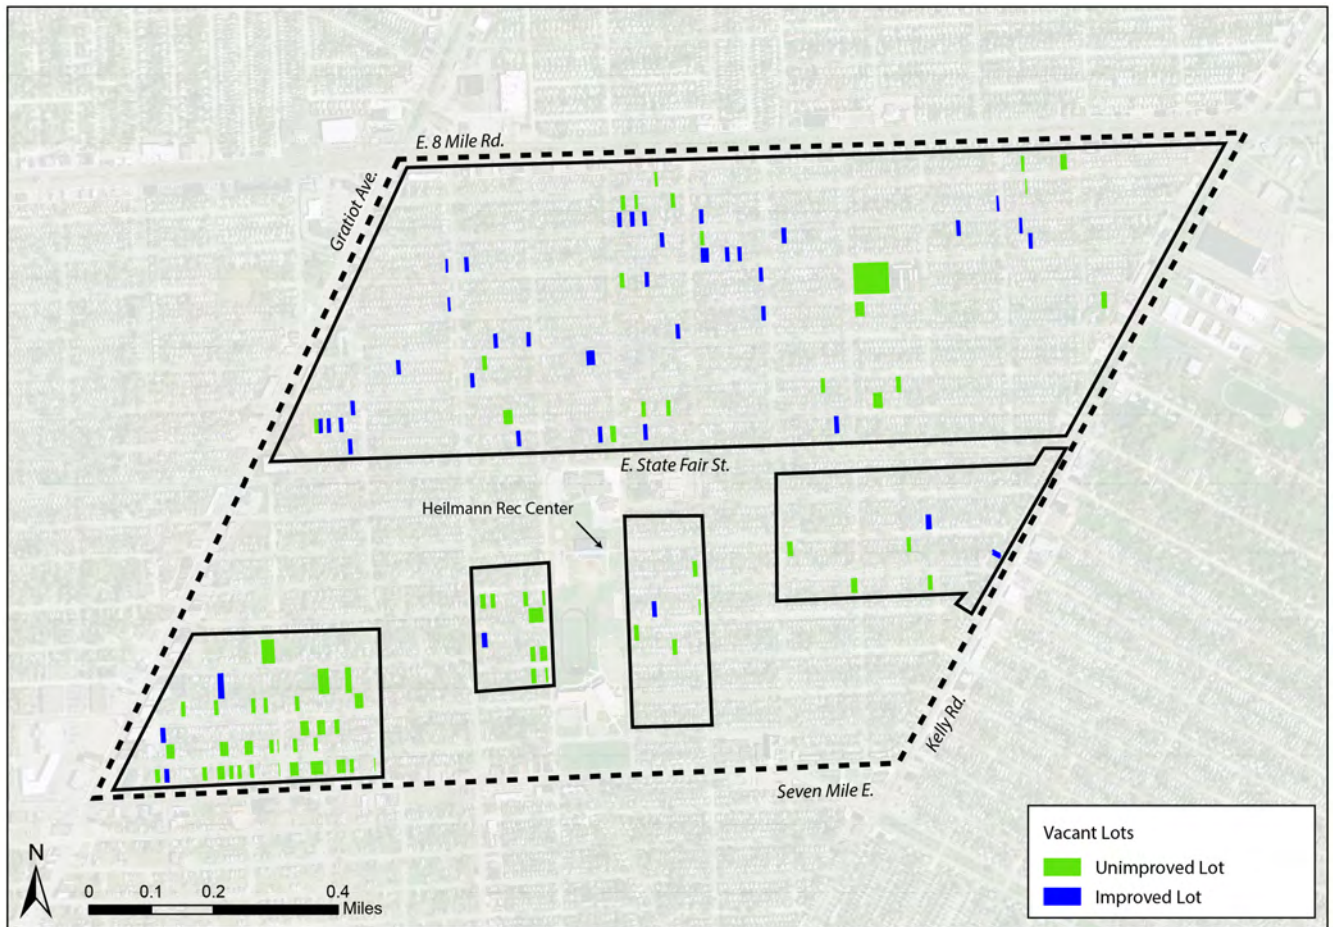 E. 8 Mile Rd.
Gratiot Ave.
E. State Fair St.
Heilmann Rec Center
Kelly Rd.
Seven Mile E.
Vacant Lots
Unimproved Lot
Improved Lot
N
0 0.1 0.2 0.4
Miles